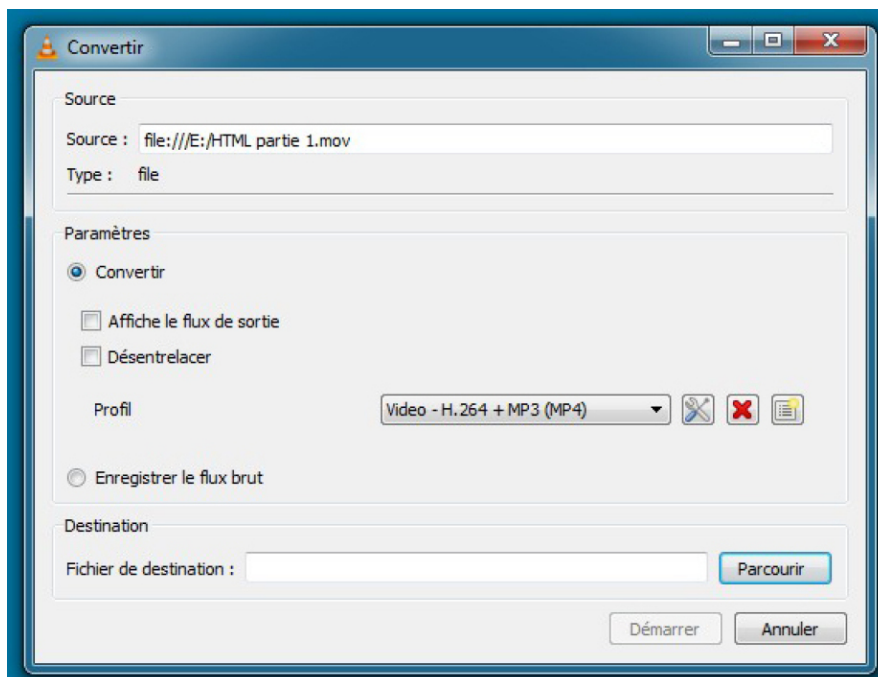 Convertir
Source
Source : file:///E:/HTML partie 1.mov
Type : file
Paramètres
Convertir
Affiche le flux de sortie
Désentrelacer
Profil Video - H.264 + MP3 (MP4)
Enregistrer le flux brut
Destination
Fichier de destination : Parcourir
Démarrer Annuler